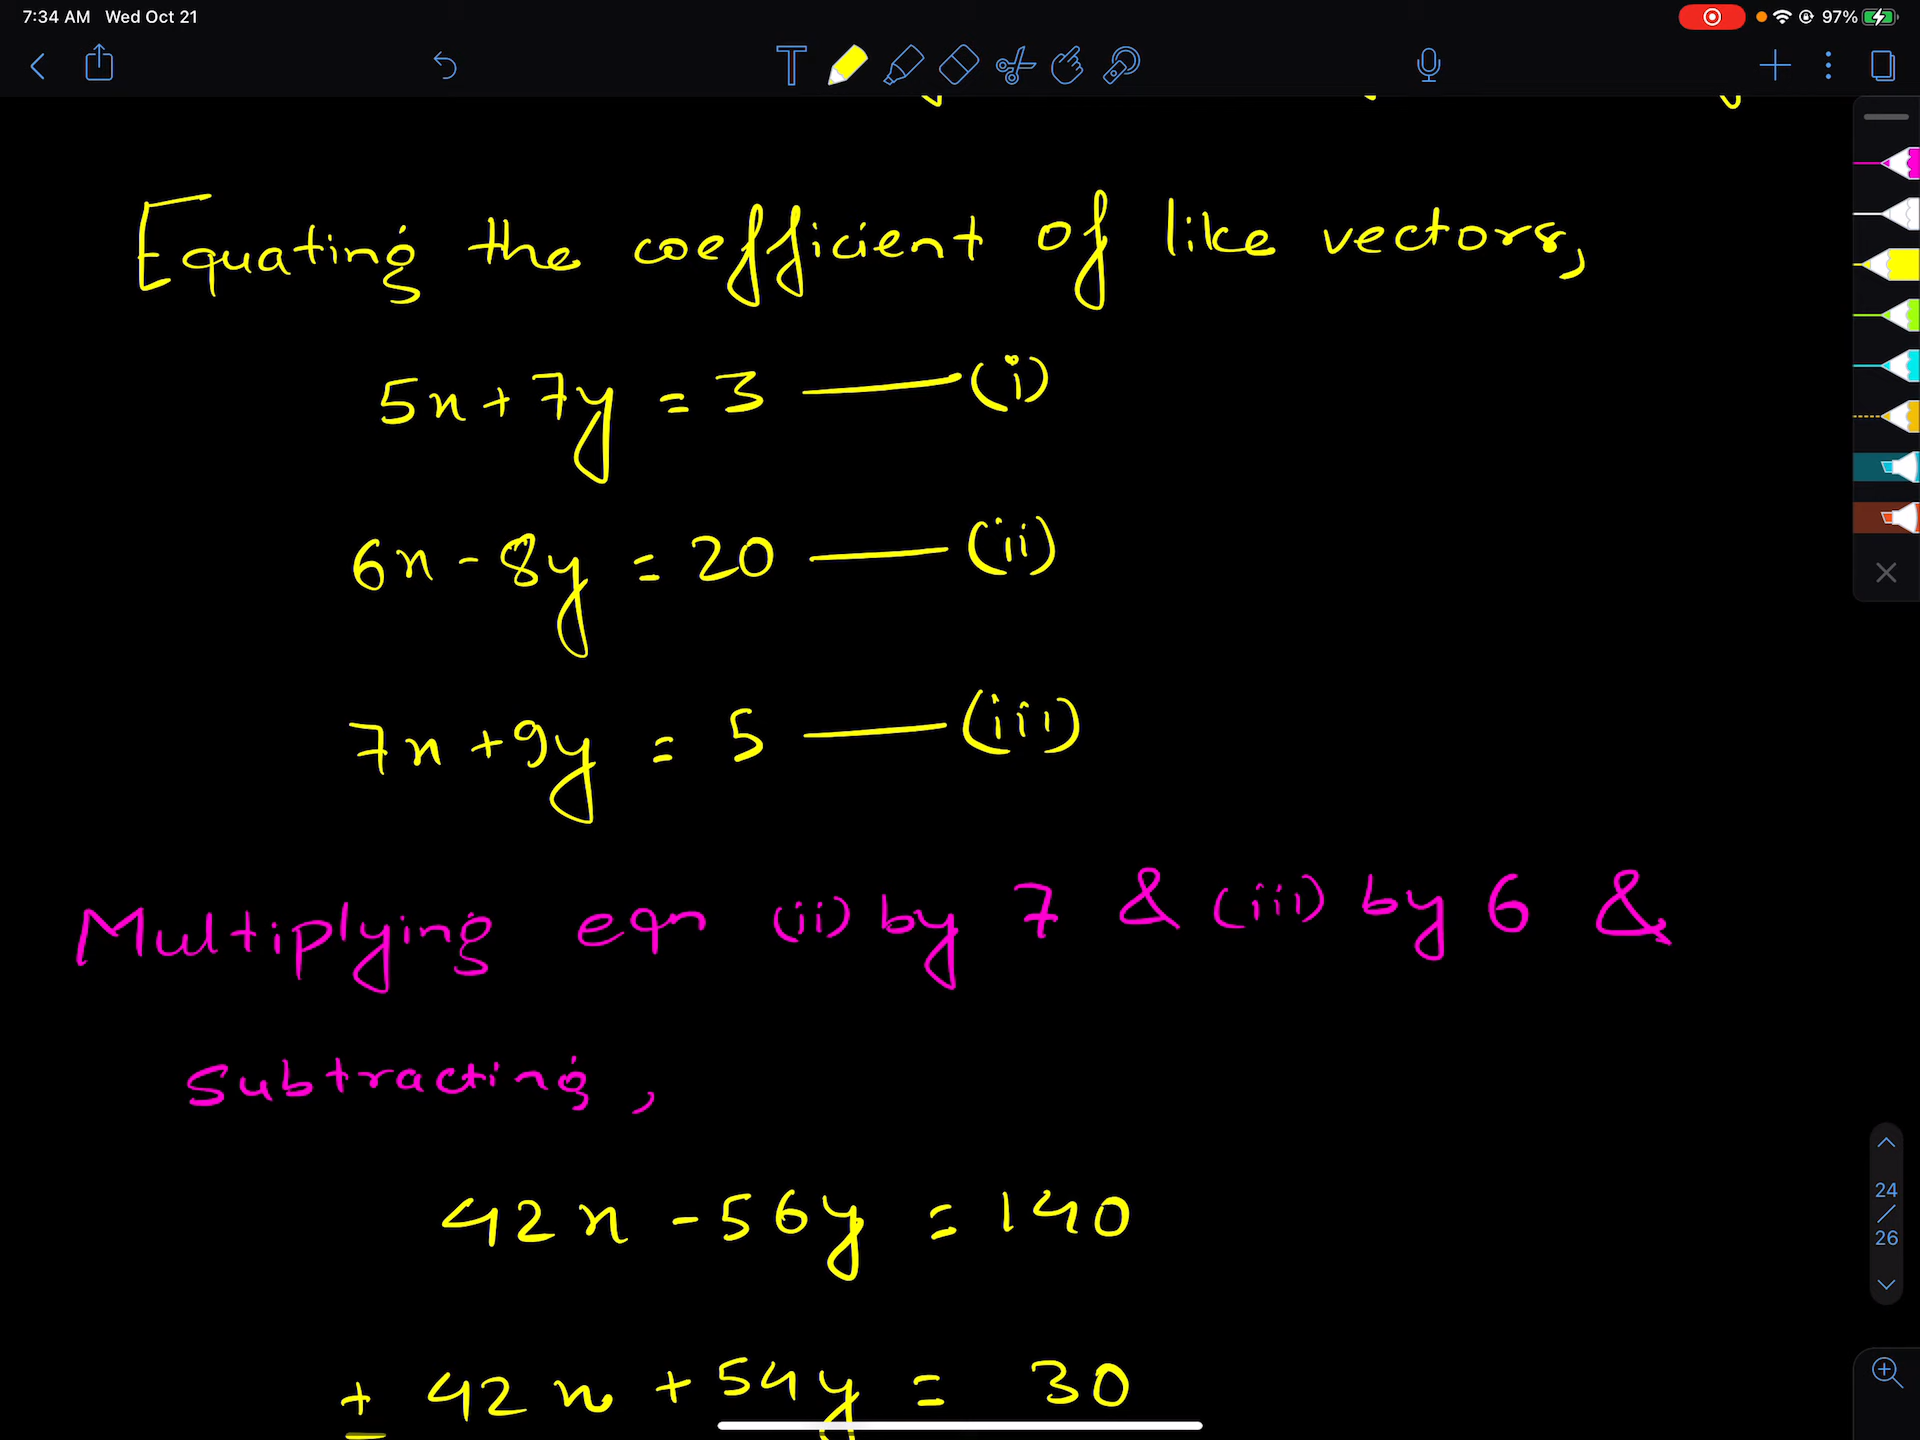 7:34 AM Wed Oct 21
97%
Equating the coefficient of like vectors,
5x + 7y = 3 —— (i)
6x - 8y = 20 —— (ii)
7x + 9y = 5 —— (iii)
Multiplying eqn (ii) by 7 & (iii) by 6 &
subtracting,
42x - 56y = 140
± 42x + 54y = 30
24
/
26